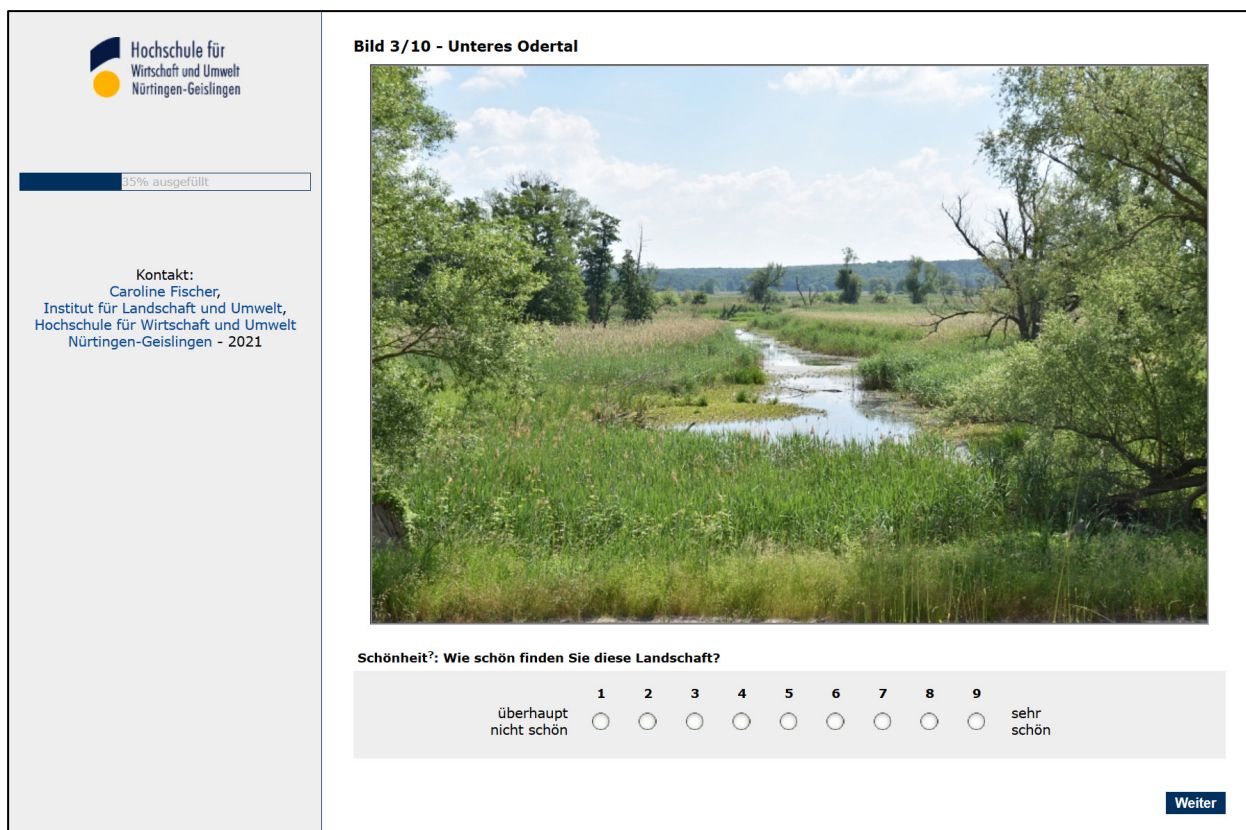 Hochschule für
Wirtschaft und Umwelt
Nürtingen-Geislingen
35% ausgefüllt
Kontakt:
Caroline Fischer,
Institut für Landschaft und Umwelt,
Hochschule für Wirtschaft und Umwelt
Nürtingen-Geislingen - 2021
Bild 3/10 - Unteres Odertal
Schönheit?: Wie schön finden Sie diese Landschaft?
1 2 3 4 5 6 7 8 9
überhaupt
nicht schön
sehr
schön
Weiter